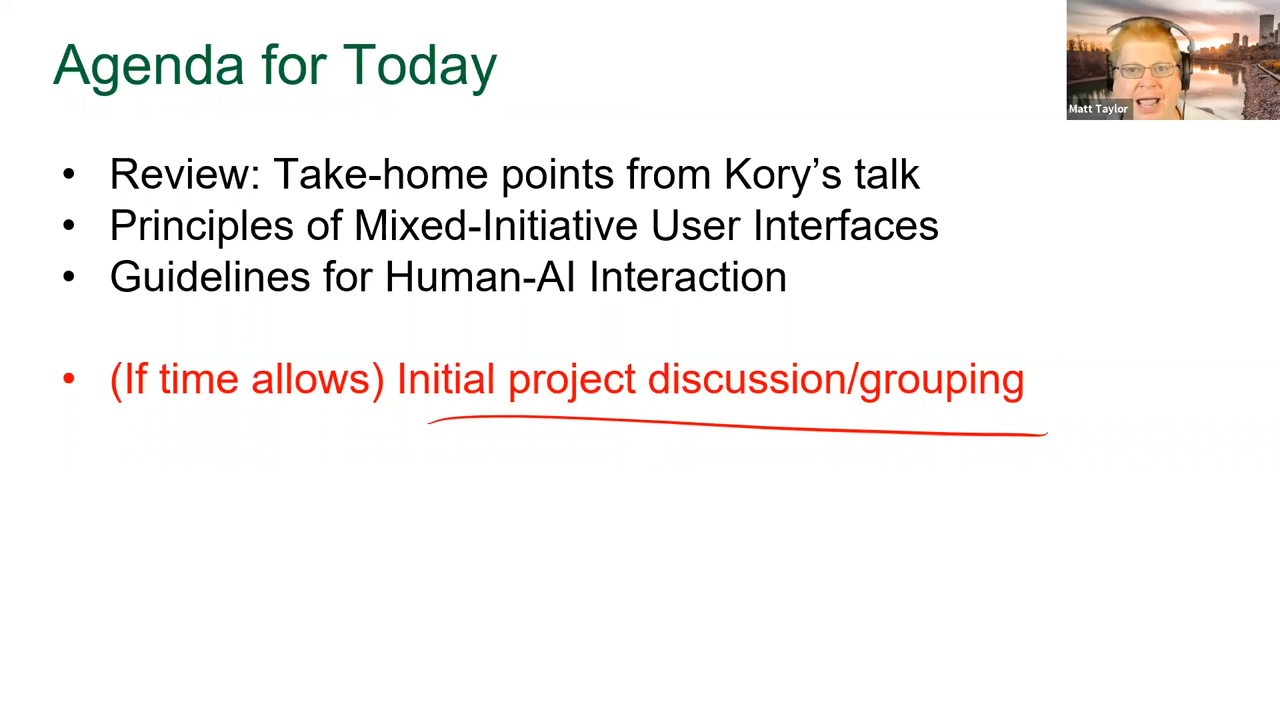 Agenda for Today
Matt Taylor
• Review: Take-home points from Kory’s talk
• Principles of Mixed-Initiative User Interfaces
• Guidelines for Human-AI Interaction
• (If time allows) Initial project discussion/grouping